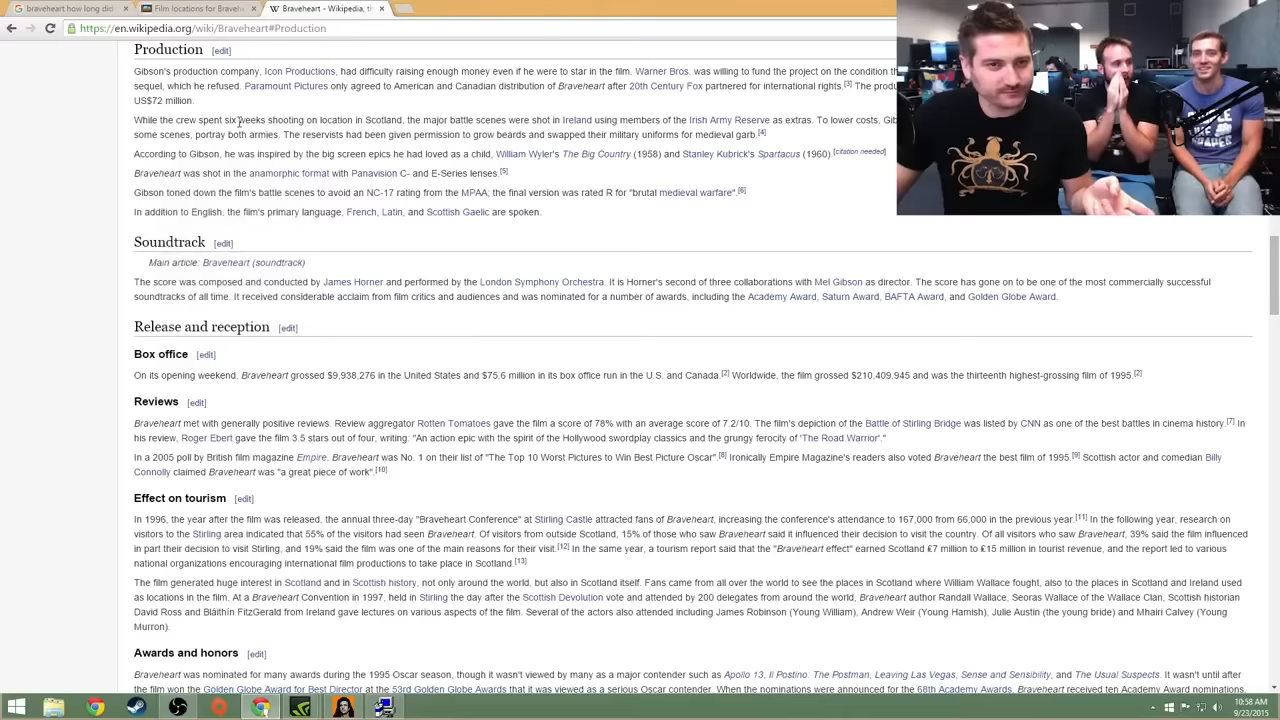 braveheart how long did
Film locations for Braveh
Braveheart - Wikipedia, th
https://en.wikipedia.org/wiki/Braveheart#Production
Production [edit]
Gibson's production company, Icon Productions, had difficulty raising enough money even if he were to star in the film. Warner Bros. was willing to fund the project on the condition th
sequel, which he refused. Paramount Pictures only agreed to American and Canadian distribution of Braveheart after 20th Century Fox partnered for international rights.[3] The produ
US$72 million.
While the crew spent six weeks shooting on location in Scotland, the major battle scenes were shot in Ireland using members of the Irish Army Reserve as extras. To lower costs, Gib
some scenes, portray both armies. The reservists had been given permission to grow beards and swapped their military uniforms for medieval garb.[4]
According to Gibson, he was inspired by the big screen epics he had loved as a child, William Wyler's The Big Country (1958) and Stanley Kubrick's Spartacus (1960).[citation needed]
Braveheart was shot in the anamorphic format with Panavision C- and E-Series lenses.[5]
Gibson toned down the film's battle scenes to avoid an NC-17 rating from the MPAA; the final version was rated R for "brutal medieval warfare".[6]
In addition to English, the film's primary language, French, Latin, and Scottish Gaelic are spoken.
Soundtrack [edit]
Main article: Braveheart (soundtrack)
The score was composed and conducted by James Horner and performed by the London Symphony Orchestra. It is Horner's second of three collaborations with Mel Gibson as director. The score has gone on to be one of the most commercially successful
soundtracks of all time. It received considerable acclaim from film critics and audiences and was nominated for a number of awards, including the Academy Award, Saturn Award, BAFTA Award, and Golden Globe Award.
Release and reception [edit]
Box office [edit]
On its opening weekend, Braveheart grossed $9,938,276 in the United States and $75.6 million in its box office run in the U.S. and Canada.[2] Worldwide, the film grossed $210,409,945 and was the thirteenth highest-grossing film of 1995.[2]
Reviews [edit]
Braveheart met with generally positive reviews. Review aggregator Rotten Tomatoes gave the film a score of 78% with an average score of 7.2/10. The film's depiction of the Battle of Stirling Bridge was listed by CNN as one of the best battles in cinema history.[7] In
his review, Roger Ebert gave the film 3.5 stars out of four, writing: "An action epic with the spirit of the Hollywood swordplay classics and the grungy ferocity of 'The Road Warrior'."
In a 2005 poll by British film magazine Empire, Braveheart was No. 1 on their list of "The Top 10 Worst Pictures to Win Best Picture Oscar".[8] Ironically Empire Magazine's readers also voted Braveheart the best film of 1995.[9] Scottish actor and comedian Billy
Connolly claimed Braveheart was "a great piece of work".[10]
Effect on tourism [edit]
In 1996, the year after the film was released, the annual three-day "Braveheart Conference" at Stirling Castle attracted fans of Braveheart, increasing the conference's attendance to 167,000 from 66,000 in the previous year.[11] In the following year, research on
visitors to the Stirling area indicated that 55% of the visitors had seen Braveheart. Of visitors from outside Scotland, 15% of those who saw Braveheart said it influenced their decision to visit the country. Of all visitors who saw Braveheart, 39% said the film influenced
in part their decision to visit Stirling, and 19% said the film was one of the main reasons for their visit.[12] In the same year, a tourism report said that the "Braveheart effect" earned Scotland £7 million to £15 million in tourist revenue, and the report led to various
national organizations encouraging international film productions to take place in Scotland.[13]
The film generated huge interest in Scotland and in Scottish history, not only around the world, but also in Scotland itself. Fans came from all over the world to see the places in Scotland where William Wallace fought, also to the places in Scotland and Ireland used
as locations in the film. At a Braveheart Convention in 1997, held in Stirling the day after the Scottish Devolution vote and attended by 200 delegates from around the world, Braveheart author Randall Wallace, Seoras Wallace of the Wallace Clan, Scottish historian
David Ross and Bláithín FitzGerald from Ireland gave lectures on various aspects of the film. Several of the actors also attended including James Robinson (Young William), Andrew Weir (Young Hamish), Julie Austin (the young bride) and Mhairi Calvey (Young
Murron).
Awards and honors [edit]
Braveheart was nominated for many awards during the 1995 Oscar season, though it wasn't viewed by many as a major contender such as Apollo 13, Il Postino: The Postman, Leaving Las Vegas, Sense and Sensibility, and The Usual Suspects. It wasn't until after
the film won the Golden Globe Award for Best Director at the 53rd Golden Globe Awards that it was viewed as a serious Oscar contender. When the nominations were announced for the 68th Academy Awards, Braveheart received ten Academy Award nominations,
10:58 AM
9/23/2015